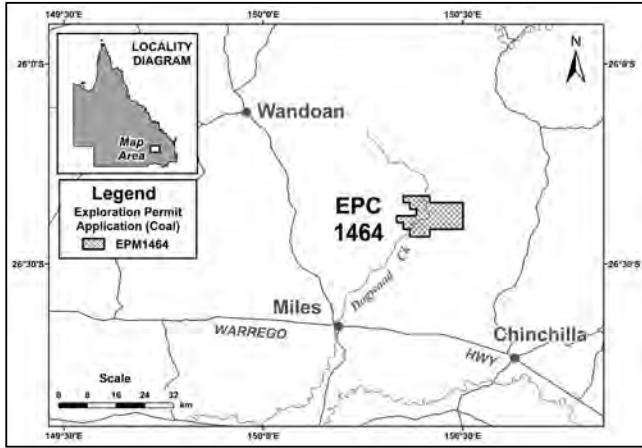 149°30'E
150°0'E
150°30'E
LOCALITY
DIAGRAM
Map
Area
Legend
Exploration Permit
Application (Coal)
EPM1464
N
26°0'S
26°0'S
Wandoan
EPC
1464
Dogwood Ck
26°30'S
26°30'S
Miles
WARREGO
HWY
Chinchilla
Scale
0 8 16 24 32
km
149°30'E
150°0'E
150°30'E